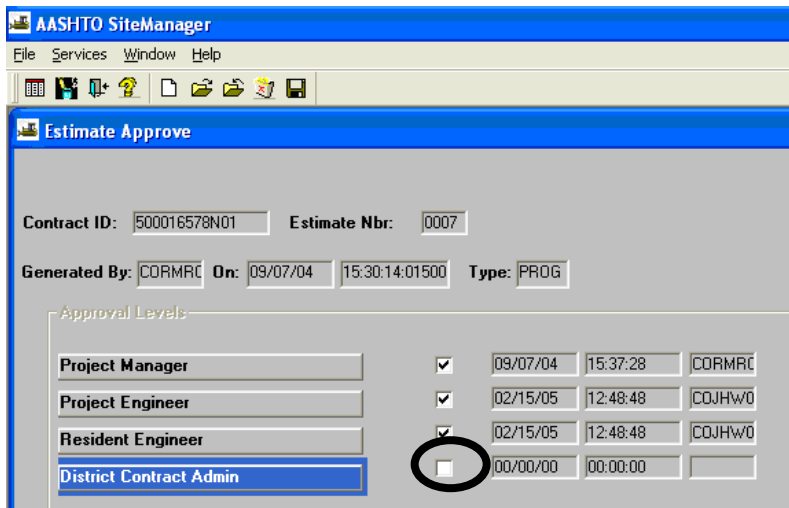 AASHTO SiteManager
File Services Window Help
Estimate Approve
Contract ID: 500016578N01 Estimate Nbr: 0007
Generated By: CORMRC On: 09/07/04 15:30:14:01500 Type: PROG
Approval Levels
Project Manager 09/07/04 15:37:28 CORMRC
Project Engineer 02/15/05 12:48:48 COJHW0
Resident Engineer 02/15/05 12:48:48 COJHW0
District Contract Admin 00/00/00 00:00:00